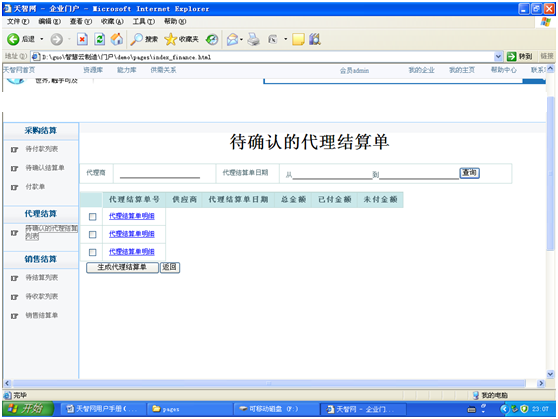 天智网 - 企业门户 - Microsoft Internet Explorer
文件(F) 编辑(E) 查看(V) 收藏(A) 工具(T) 帮助(H)
后退 搜索 收藏夹
地址(D) D:\guo\智慧云制造\门户\demo\pages\index_finance.html 转到 链接
天智网首页 资源库 能力库 供需关系 会员admin 我的企业 我的主页 帮助中心 联系
世界,触手可及
采购结算
待付款列表
待确认结算单
付款单
代理结算
待确认的代理结算列表
销售结算
待结算列表
待收款列表
销售结算单
待确认的代理结算单
代理商 代理结算单日期 从 到 查询
代理结算单号 供应商 代理结算单日期 总金额 已付金额 未付金额
代理结算单明细
代理结算单明细
代理结算单明细
生成代理结算单 返回
完毕 我的电脑
开始 天智网用户手册(... pages 可移动磁盘 (F:) 天智网 - 企业门... 23:07